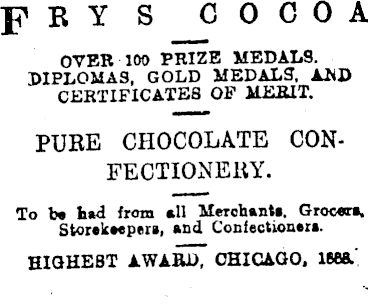 FRYS COCOA
OVER 100 PRIZE MEDALS.
DIPLOMAS, GOLD MEDALS, AND
CERTIFICATES OF MERIT.
PURE CHOCOLATE CON-
FECTIONERY.
To be had from all Merchants, Grocers,
Storekeepers, and Confectioners.
HIGHEST AWARD, CHICAGO,